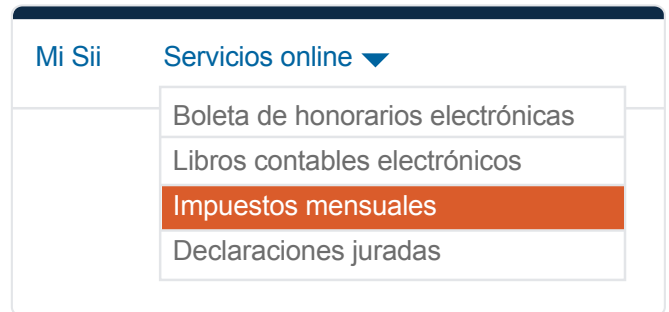 Mi Sii Servicios online
Boleta de honorarios electrónicas
Libros contables electrónicos
Impuestos mensuales
Declaraciones juradas